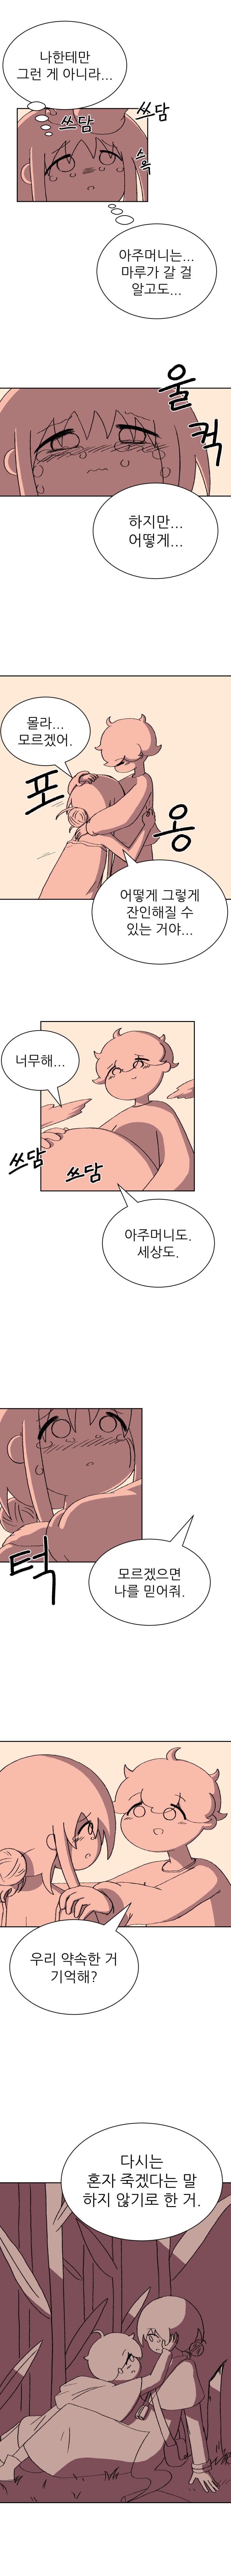 나한테만
그런 게 아니라...
쓰담
쓰담
스윽
아주머니는...
마루가 갈 걸
알고도...
울
컥
하지만...
어떻게...
몰라...
모르겠어.
포
옹
어떻게 그렇게
잔인해질 수
있는 거야...
너무해...
쓰담
쓰담
아주머니도.
세상도.
턱
모르겠으면
나를 믿어줘.
우리 약속한 거
기억해?
다시는
혼자 죽겠다는 말
하지 않기로 한 거.